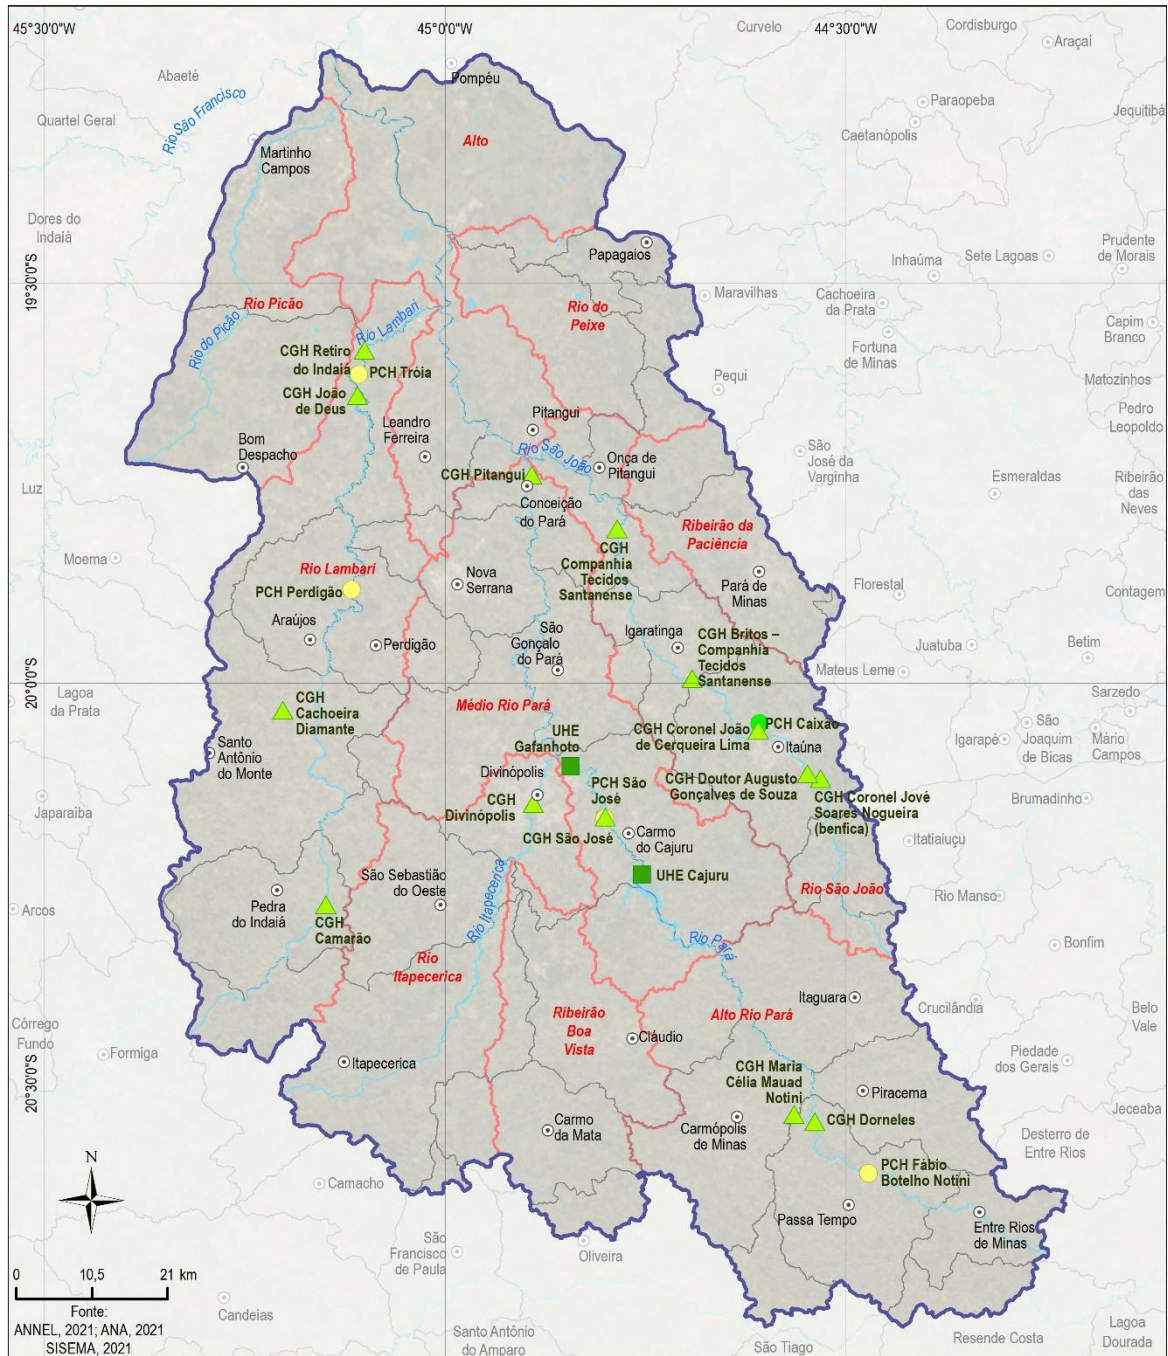 45°30'0"W
45°0'0"W
44°30'0"W
Curvelo
Cordisburgo
Araçaí
Abaeté
Pompéu
Paraopeba
Jequitibá
Quartel Geral
Rio São Francisco
Caetanópolis
Martinho
Campos
Alto
Dores do
Indaiá
Papagaios
Inhaúma
Sete Lagoas
Prudente
de Morais
19°30'0"S
Maravilhas
Cachoeira
da Prata
Rio Picão
Rio do
Peixe
Rio do Picão
Rio Lambari
Capim
Branco
Fortuna
de Minas
CGH Retiro
do Indaiá
PCH Tróia
CGH João
de Deus
Pequi
Matozinhos
Pedro
Leopoldo
Leandro
Ferreira
Pitangui
Bom
Despacho
Rio São João
Onça de
Pitangui
São
José da
Varginha
Luz
CGH Pitangui
Conceição
do Pará
Esmeraldas
Ribeirão
das
Neves
Ribeirão da
Paciência
CGH
Companhia
Tecidos
Santanense
Moema
Rio Lambari
Nova
Serrana
Pará de
Minas
Florestal
Contagem
PCH Perdigão
Araújos
Perdigão
São
Gonçalo
do Pará
Igaratinga
CGH Britos –
Companhia
Tecidos
Santanense
Juatuba
Betim
Mateus Leme
20°0'0"S
Lagoa
da Prata
CGH
Cachoeira
Diamante
Médio Rio Pará
Sarzedo
UHE
Gafanhoto
CGH Coronel João
de Cerqueira Lima
PCH Caixão
Itaúna
Igarapé
São
Joaquim
de Bicas
Mário
Campos
Santo
Antônio
do Monte
Divinópolis
PCH São
José
CGH Doutor Augusto
Gonçalves de Souza
CGH Coronel Jové
Soares Nogueira
(benfica)
Brumadinho
Japaraiba
CGH
Divinópolis
CGH São José
Carmo
do Cajuru
Itatiaiuçu
São Sebastião
do Oeste
UHE Cajuru
Rio São João
Rio Manso
Arcos
Pedra
do Indaiá
CGH
Camarão
Rio Itapecerica
Rio Pará
Bonfim
Rio
Itapecerica
Itaguara
Crucilândia
Belo
Vale
Ribeirão
Boa
Vista
Alto Rio Pará
Córrego
Fundo
Formiga
Cláudio
Itapecerica
Piedade
dos Gerais
20°30'0"S
CGH Maria
Célia Mauad
Notini
Piracema
Jeceaba
Carmo
da Mata
Carmópolis
de Minas
CGH Dorneles
Desterro de
Entre Rios
N
Camacho
PCH Fábio
Botelho Notini
Passa Tempo
Entre Rios
de Minas
São
Francisco
de Paula
Oliveira
0 10,5 21 km
Fonte:
ANNEL, 2021; ANA, 2021
SISEMA, 2021
Candeias
Santo Antônio
do Amparo
São Tiago
Resende Costa
Lagoa
Dourada